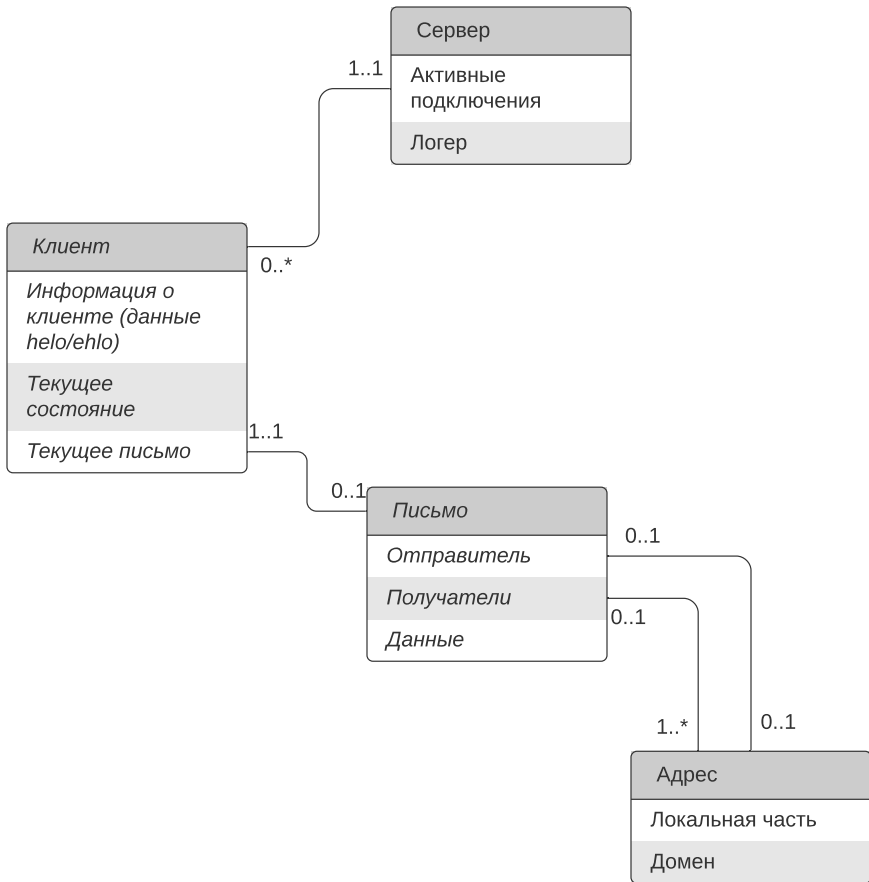 Сервер
Активные
подключения
Логер
1..1
0..*
Клиент
Информация о
клиенте (данные
helo/ehlo)
Текущее
состояние
Текущее письмо
1..1
0..1
Письмо
Отправитель
Получатели
Данные
0..1
0..1
1..*
0..1
Адрес
Локальная часть
Домен